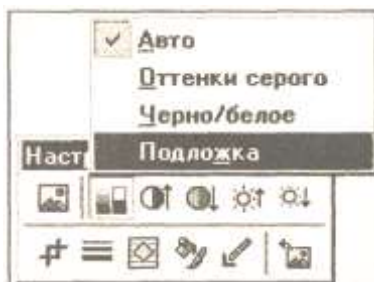 Авто
Оттенки серого
Черно/белое
Подложка
Наст